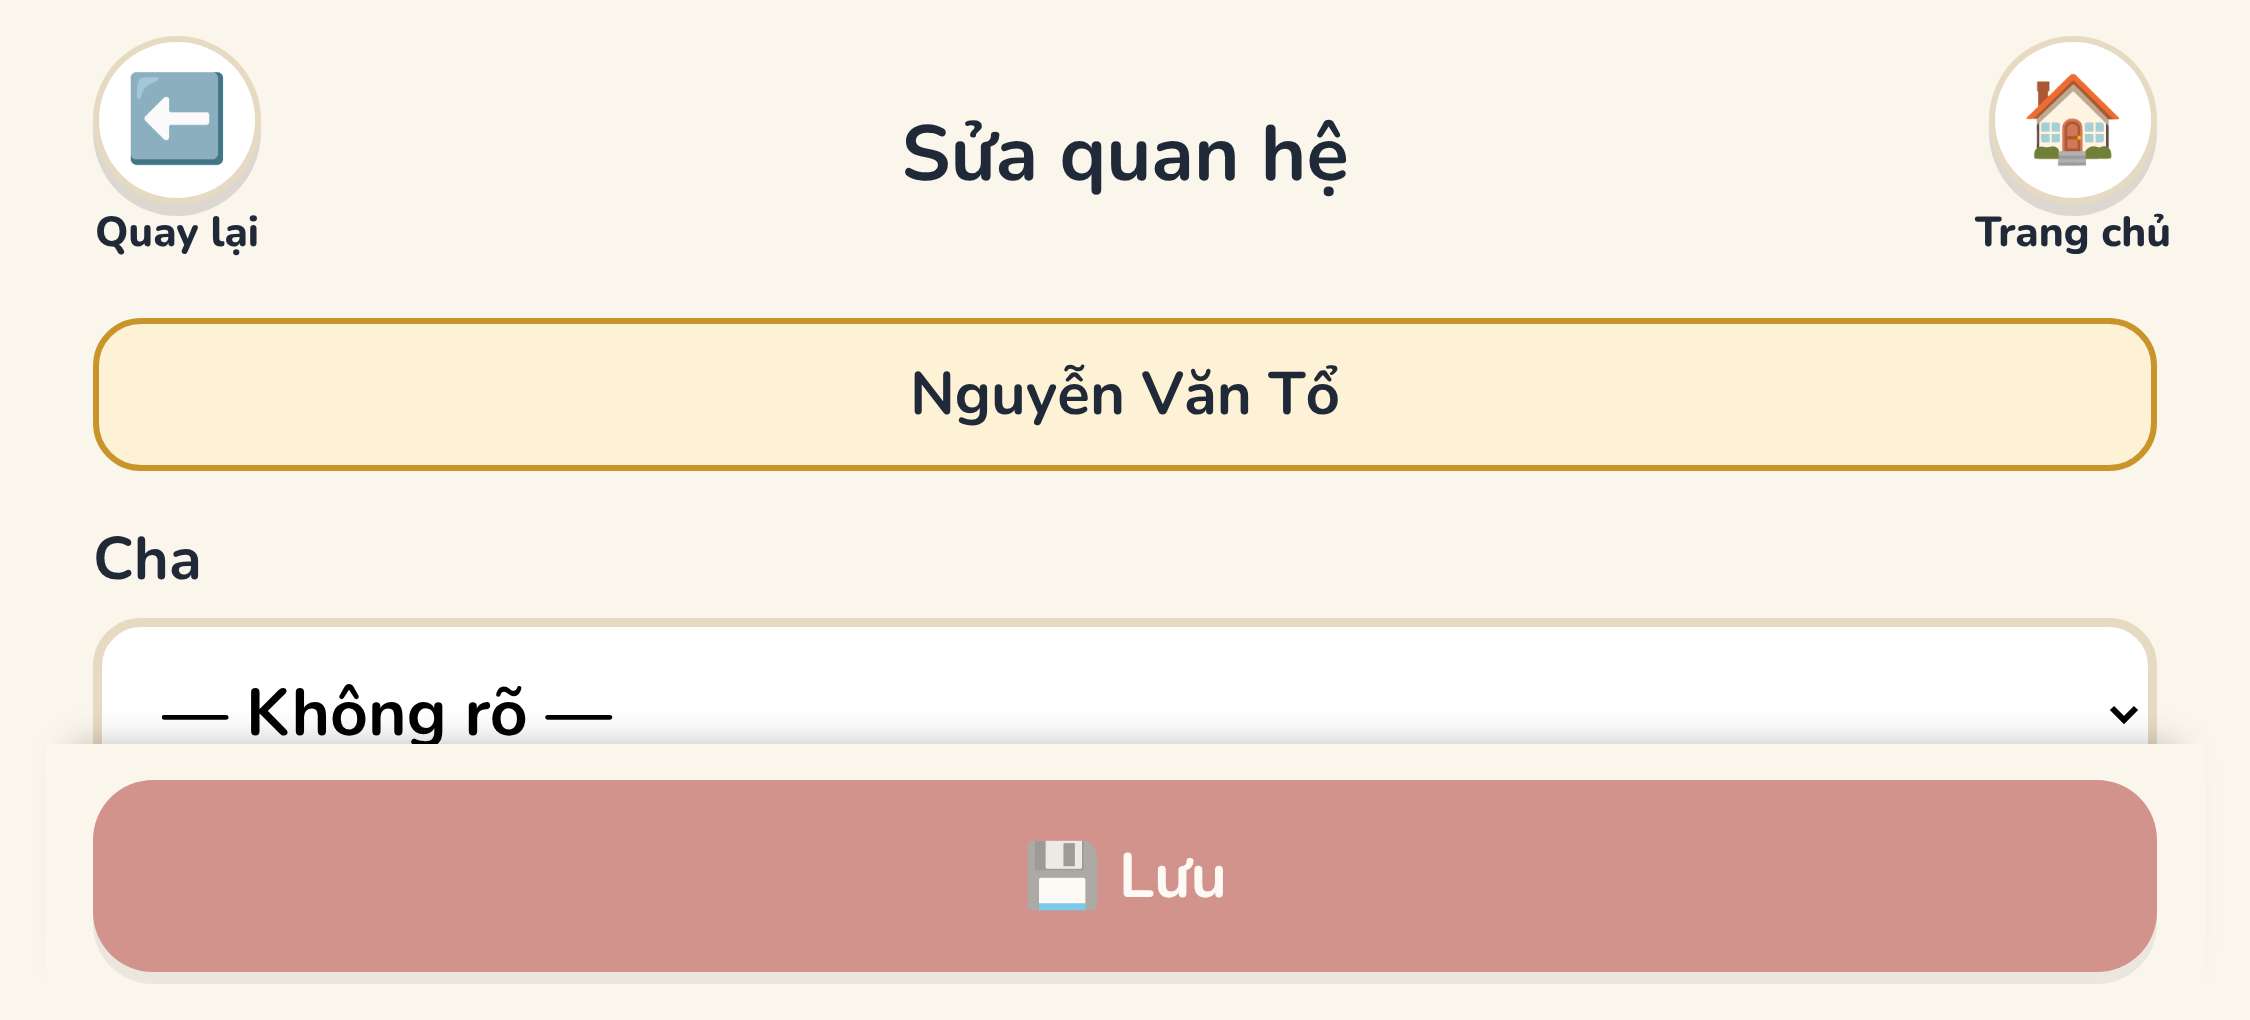 Quay lại
Sửa quan hệ
Trang chủ
Nguyễn Văn Tổ
Cha
— Không rõ —
Lưu